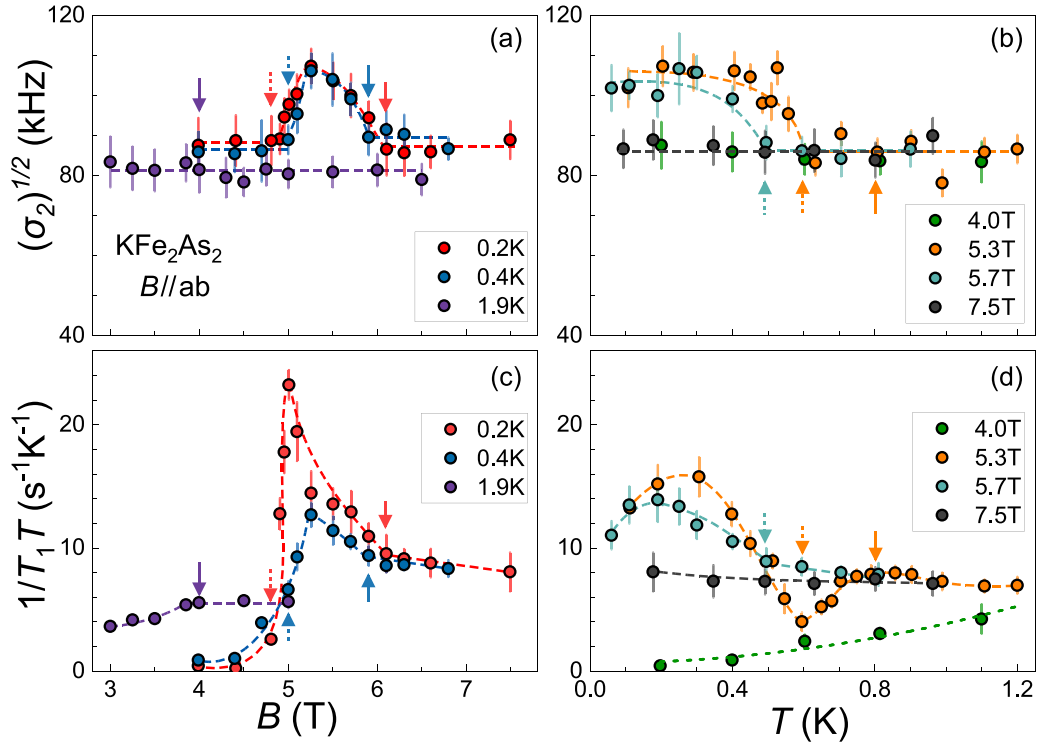 (σ₂)¹ᐟ² (kHz)
120
80
40
(a)
KFe₂As₂
B//ab
0.2K
0.4K
1.9K
120
80
40
(b)
4.0T
5.3T
5.7T
7.5T
1/T₁T (s⁻¹K⁻¹)
20
10
0
(c)
0.2K
0.4K
1.9K
3 4 5 6 7
B (T)
20
10
0
(d)
4.0T
5.3T
5.7T
7.5T
0.0 0.4 0.8 1.2
T (K)